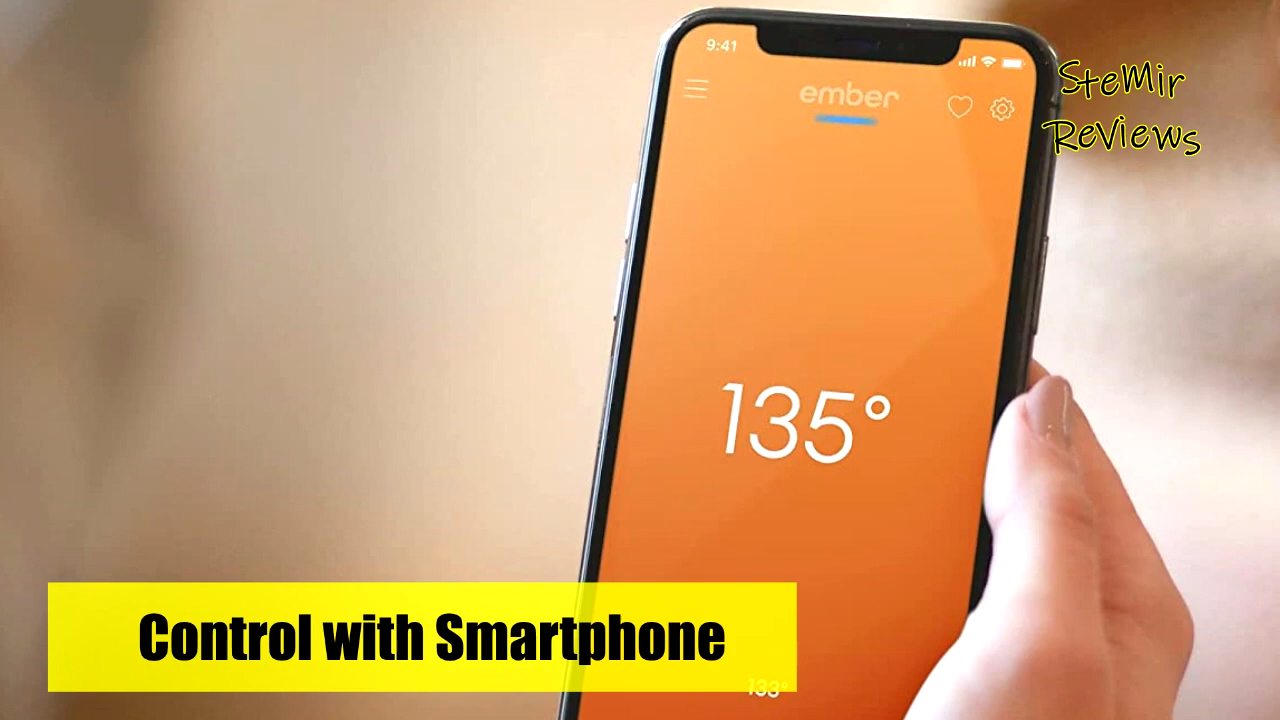 9:41
ember
SteMir
Reviews
135°
Control with Smartphone
133°